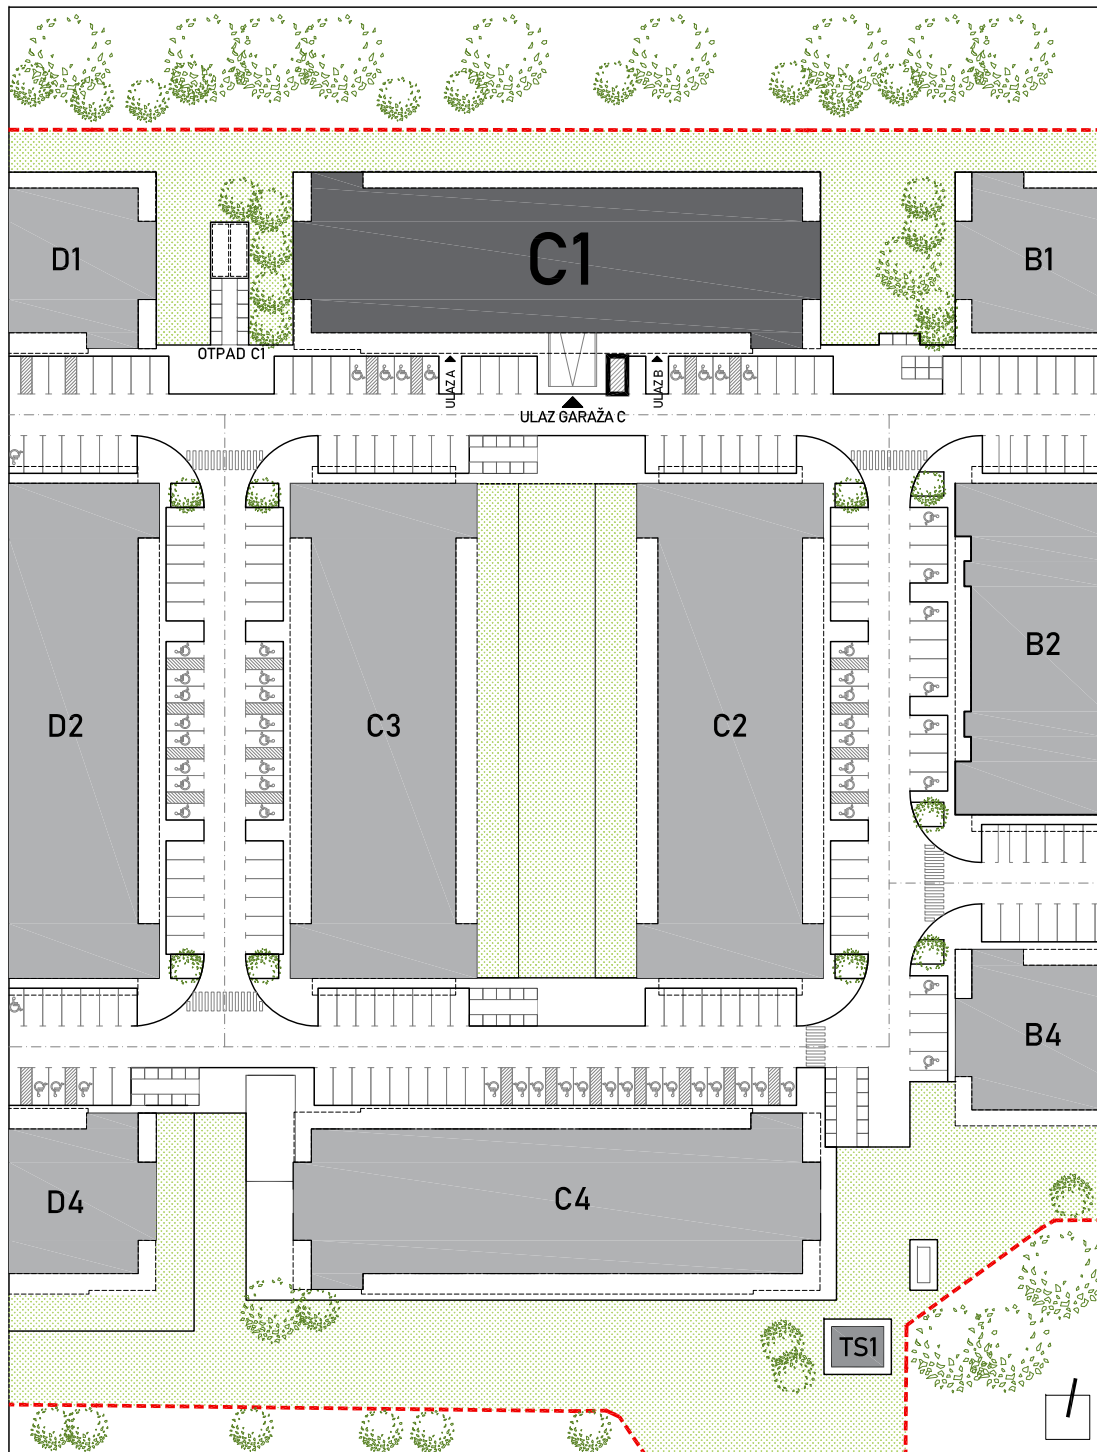 D1
C1
B1
OTPAD C1
ULAZ A
ULAZ B
ULAZ GARAŽA C
D2
C3
C2
B2
B4
D4
C4
TS1